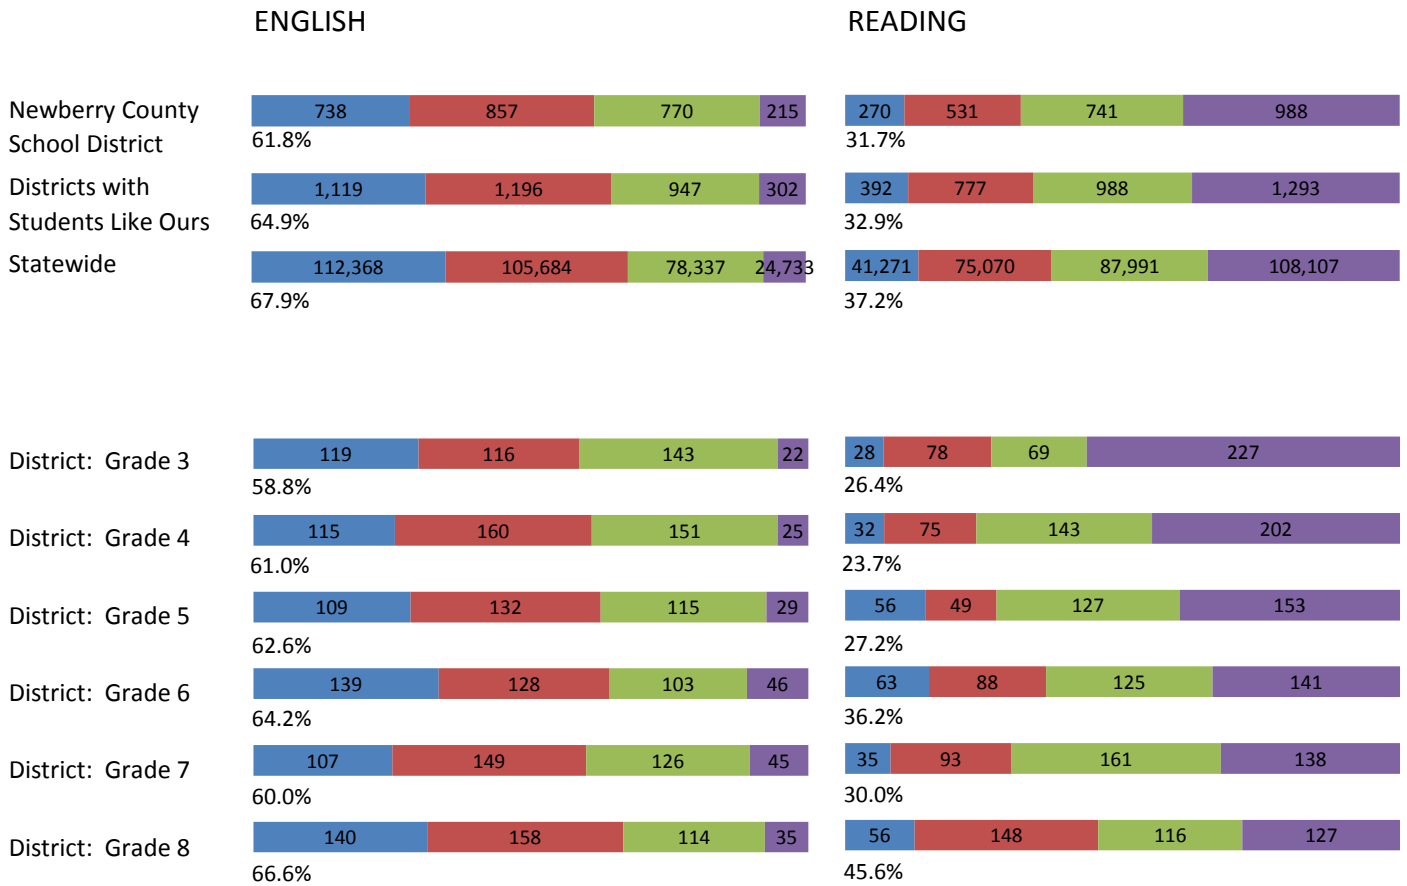 ENGLISH READING
Newberry County 738 857 770 215 270 531 741 988
School District 61.8% 31.7%
Districts with 1,119 1,196 947 302 392 777 988 1,293
Students Like Ours 64.9% 32.9%
Statewide 112,368 105,684 78,337 24,733 41,271 75,070 87,991 108,107
67.9% 37.2%
District: Grade 3 119 116 143 22 28 78 69 227
58.8% 26.4%
District: Grade 4 115 160 151 25 32 75 143 202
61.0% 23.7%
District: Grade 5 109 132 115 29 56 49 127 153
62.6% 27.2%
District: Grade 6 139 128 103 46 63 88 125 141
64.2% 36.2%
District: Grade 7 107 149 126 45 35 93 161 138
60.0% 30.0%
District: Grade 8 140 158 114 35 56 148 116 127
66.6% 45.6%